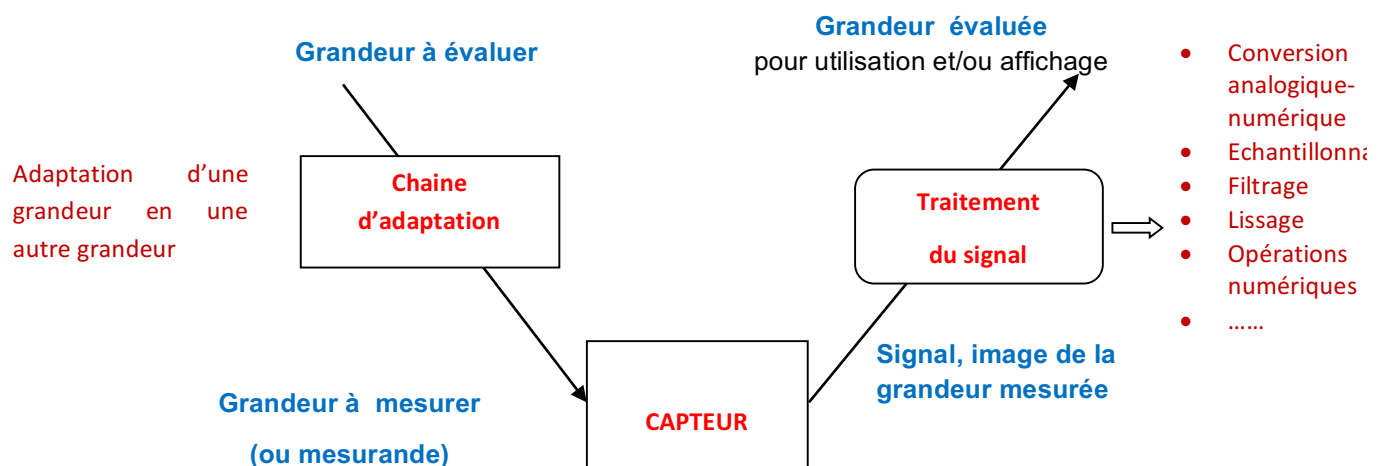 Grandeur à évaluer
Adaptation d'une
grandeur en une
autre grandeur
Chaine
d'adaptation
Grandeur à mesurer
(ou mesurande)
CAPTEUR
Signal, image de la
grandeur mesurée
Traitement
du signal
Grandeur évaluée
pour utilisation et/ou affichage
• Conversion
analogique-
numérique
• Echantillonna
• Filtrage
• Lissage
• Opérations
numériques
• ……